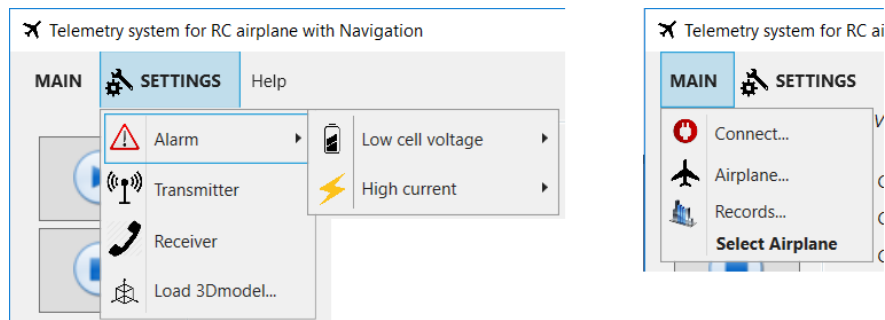 Telemetry system for RC airplane with Navigation
MAIN SETTINGS Help
Alarm
Low cell voltage
High current
Transmitter
Receiver
Load 3Dmodel...
Telemetry system for RC ai
MAIN SETTINGS
Connect...
Airplane...
Records...
Select Airplane